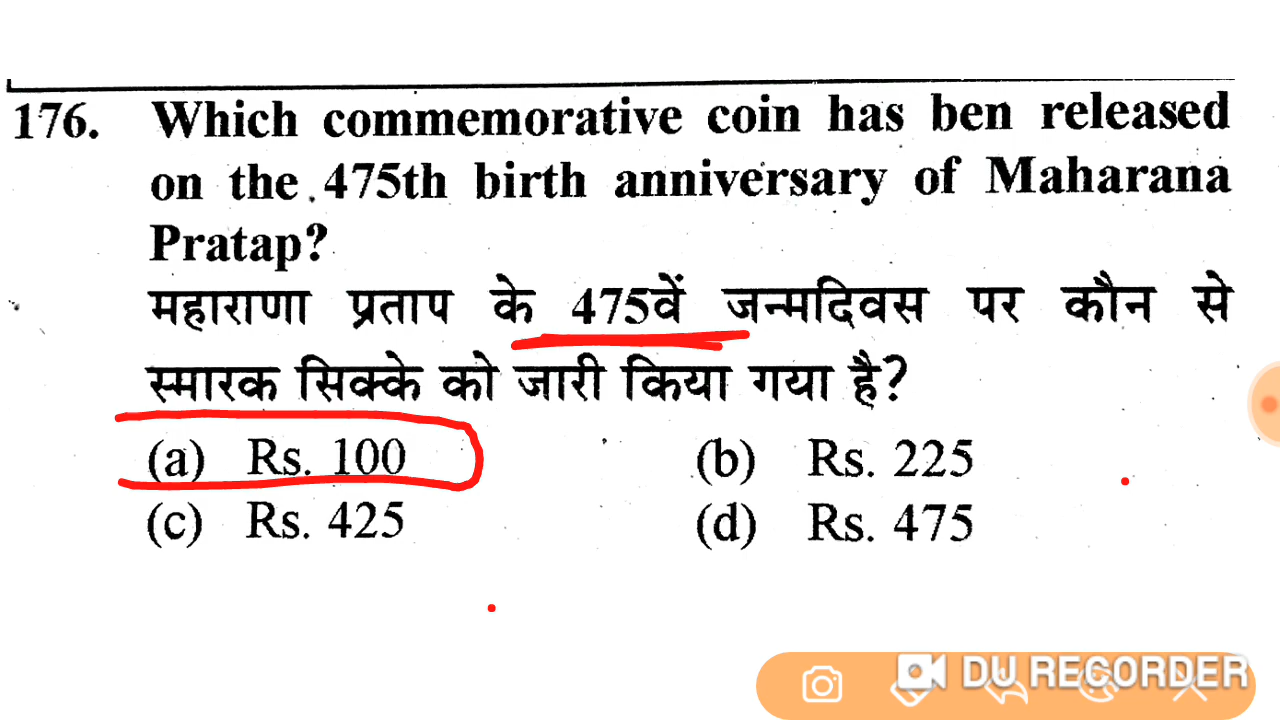 176. Which commemorative coin has ben released
on the 475th birth anniversary of Maharana
Pratap?
महाराणा प्रताप के 475वें जन्मदिवस पर कौन से
स्मारक सिक्के को जारी किया गया है?
(a) Rs. 100 (b) Rs. 225
(c) Rs. 425 (d) Rs. 475
DU RECORDER